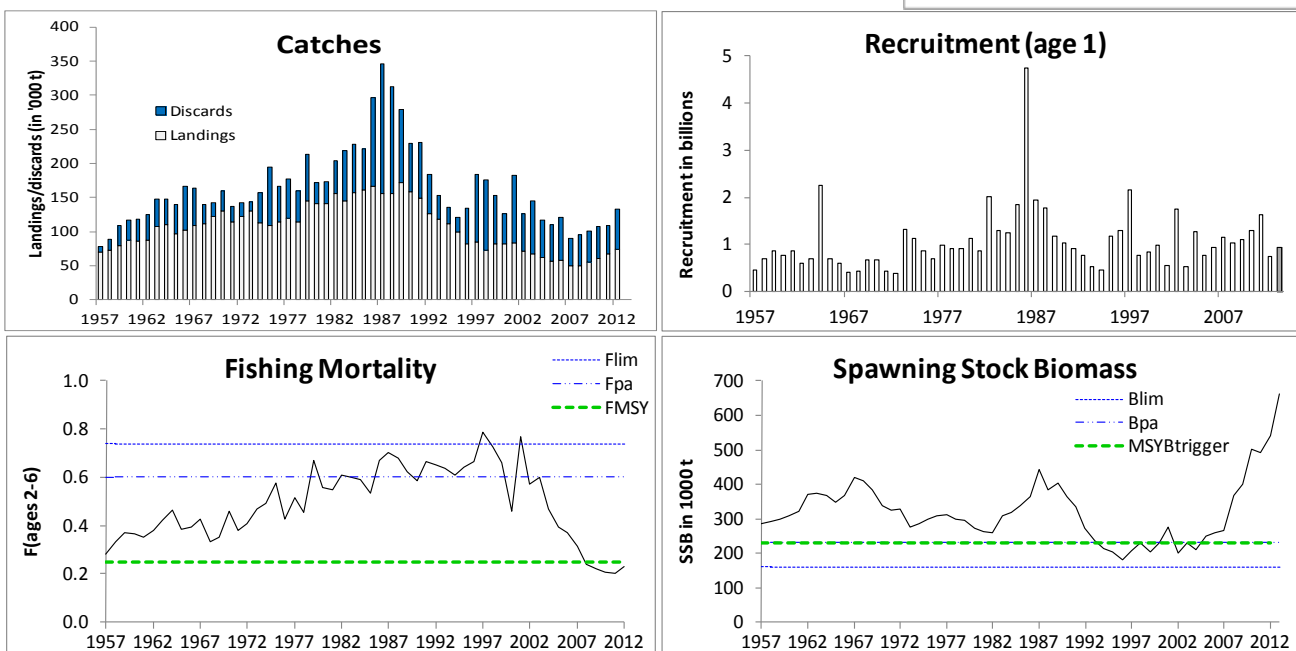 Catches
Landings/discards (in '000 t)
400
350
300
250
200
150
100
50
0
Discards
Landings
1957 1962 1967 1972 1977 1982 1987 1992 1997 2002 2007 2012
Recruitment (age 1)
Recruitment in billions
5
4
3
2
1
0
1957 1967 1977 1987 1997 2007
Fishing Mortality
F(ages 2-6)
1.0
0.8
0.6
0.4
0.2
0.0
Flim
Fpa
FMSY
1957 1962 1967 1972 1977 1982 1987 1992 1997 2002 2007 2012
Spawning Stock Biomass
SSB in 1000 t
700
600
500
400
300
200
100
0
Blim
Bpa
MSYBtrigger
1957 1962 1967 1972 1977 1982 1987 1992 1997 2002 2007 2012